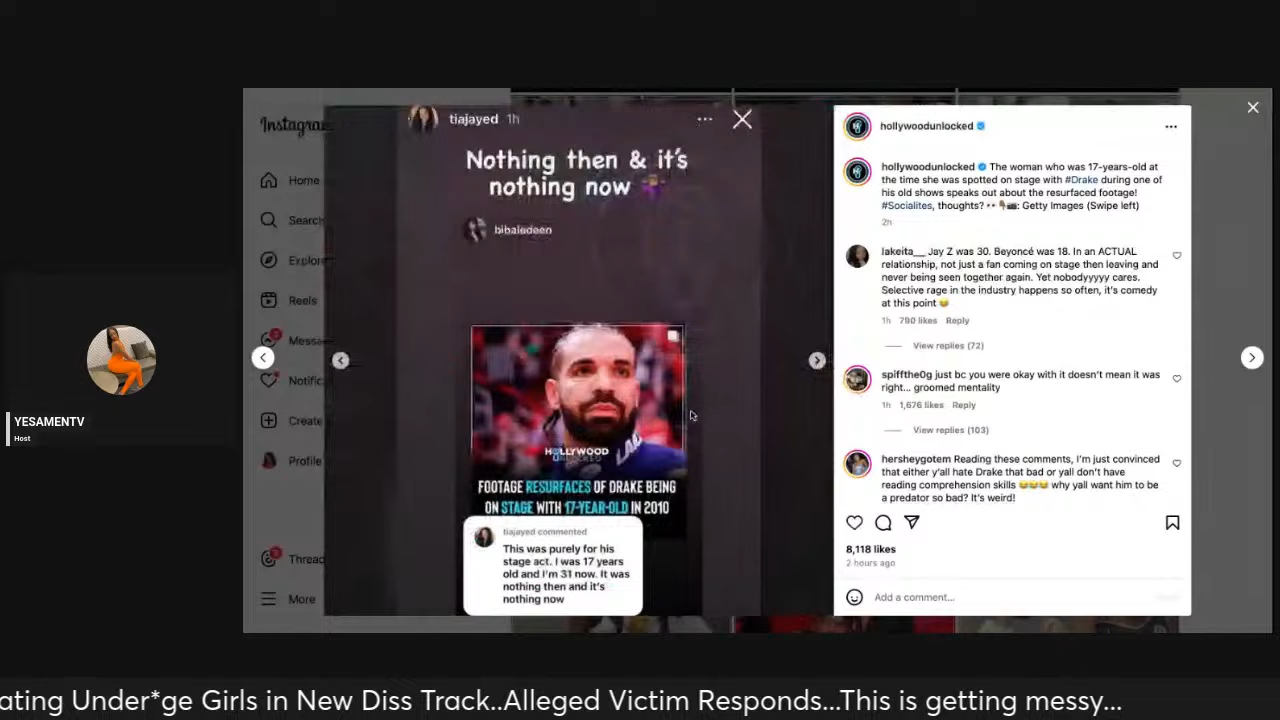 Instagram
Home
Search
Explore
Reels
Messa
Notific
Create
Profile
Threa
More
YESAMENTV
Host
tiajayed 1h
Nothing then & it's
nothing now
bibaledeen
HOLLYWOOD
UNLOCKED
FOOTAGE RESURFACES OF DRAKE BEING
ON STAGE WITH 17-YEAR-OLD IN 2010
tiajayed commented
This was purely for his
stage act. I was 17 years
old and I'm 31 now. It was
nothing then and it's
nothing now
hollywoodunlocked
hollywoodunlocked The woman who was 17-years-old at
the time she was spotted on stage with #Drake during one of
his old shows speaks out about the resurfaced footage!
#Socialites, thoughts? 👀👇🏾📸: Getty Images (Swipe left)
2h
lakeita__ Jay Z was 30. Beyoncé was 18. In an ACTUAL
relationship, not just a fan coming on stage then leaving and
never being seen together again. Yet nobodyyyyy cares.
Selective rage in the industry happens so often, it's comedy
at this point 😂
1h 790 likes Reply
View replies (72)
spiffthe0g just bc you were okay with it doesn't mean it was
right... groomed mentality
1h 1,676 likes Reply
View replies (103)
hersheygotem Reading these comments, I'm just convinced
that either y'all hate Drake that bad or yall don't have
reading comprehension skills 😂😂😂 why yall want him to be
a predator so bad? It's weird!
8,118 likes
2 hours ago
Add a comment...
ating Under*ge Girls in New Diss Track..Alleged Victim Responds...This is getting messy...